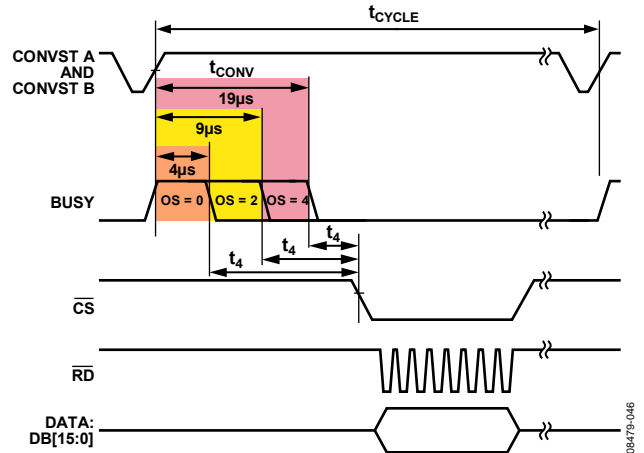 tCYCLE
CONVST A
AND
CONVST B
tCONV
19µs
9µs
4µs
BUSY
OS = 0
OS = 2
OS = 4
t4
t4
t4
CS
RD
DATA:
DB[15:0]
08479-046